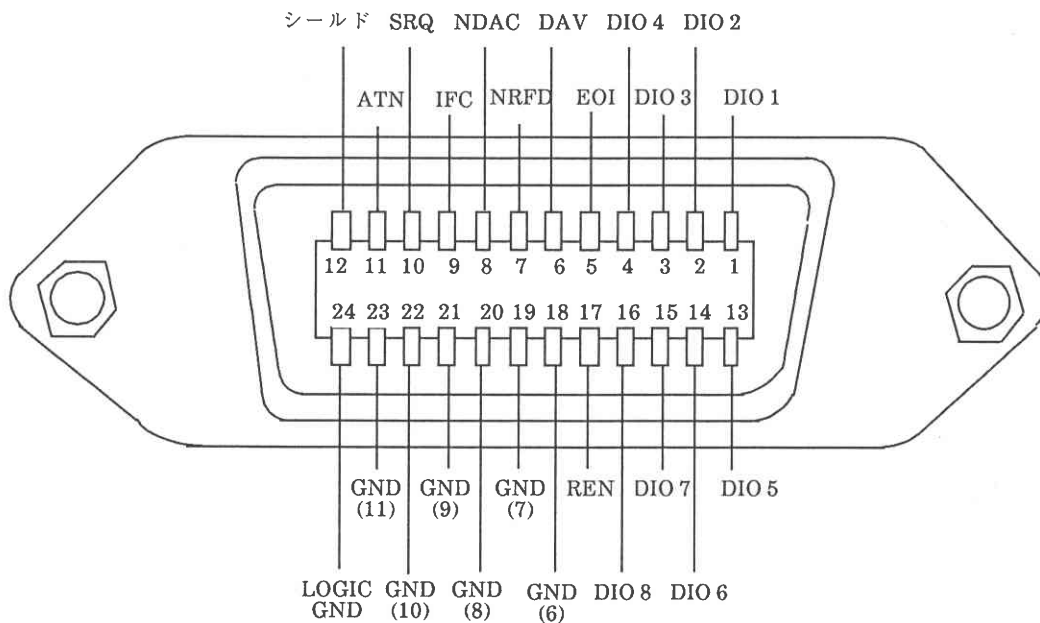 シールド SRQ NDAC DAV DIO 4 DIO 2
ATN IFC NRFD EOI DIO 3 DIO 1
12 11 10 9 8 7 6 5 4 3 2 1
24 23 22 21 20 19 18 17 16 15 14 13
GND (11) GND (9) GND (7) REN DIO 7 DIO 5
LOGIC GND GND (10) GND (8) GND (6) DIO 8 DIO 6